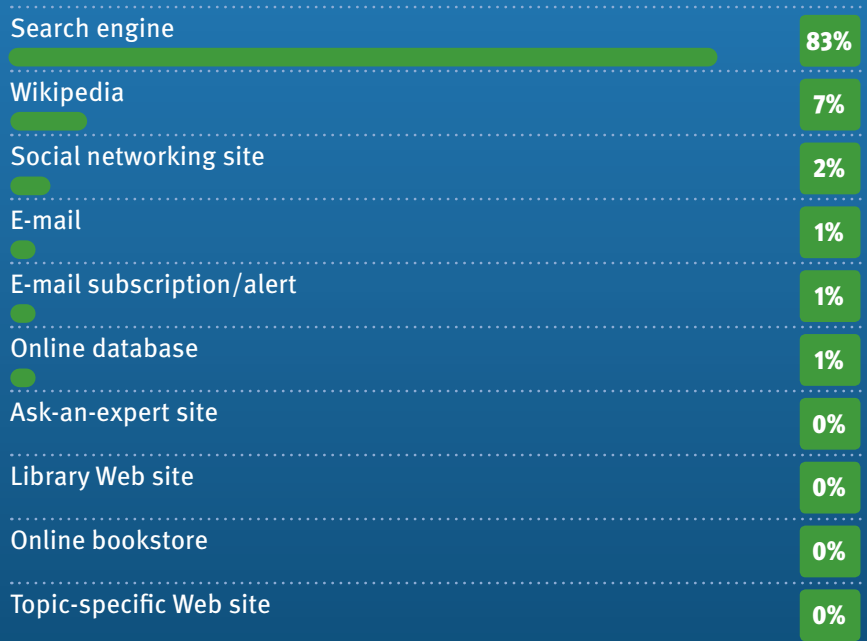 Search engine
83%
Wikipedia
7%
Social networking site
2%
E-mail
1%
E-mail subscription/alert
1%
Online database
1%
Ask-an-expert site
0%
Library Web site
0%
Online bookstore
0%
Topic-specific Web site
0%